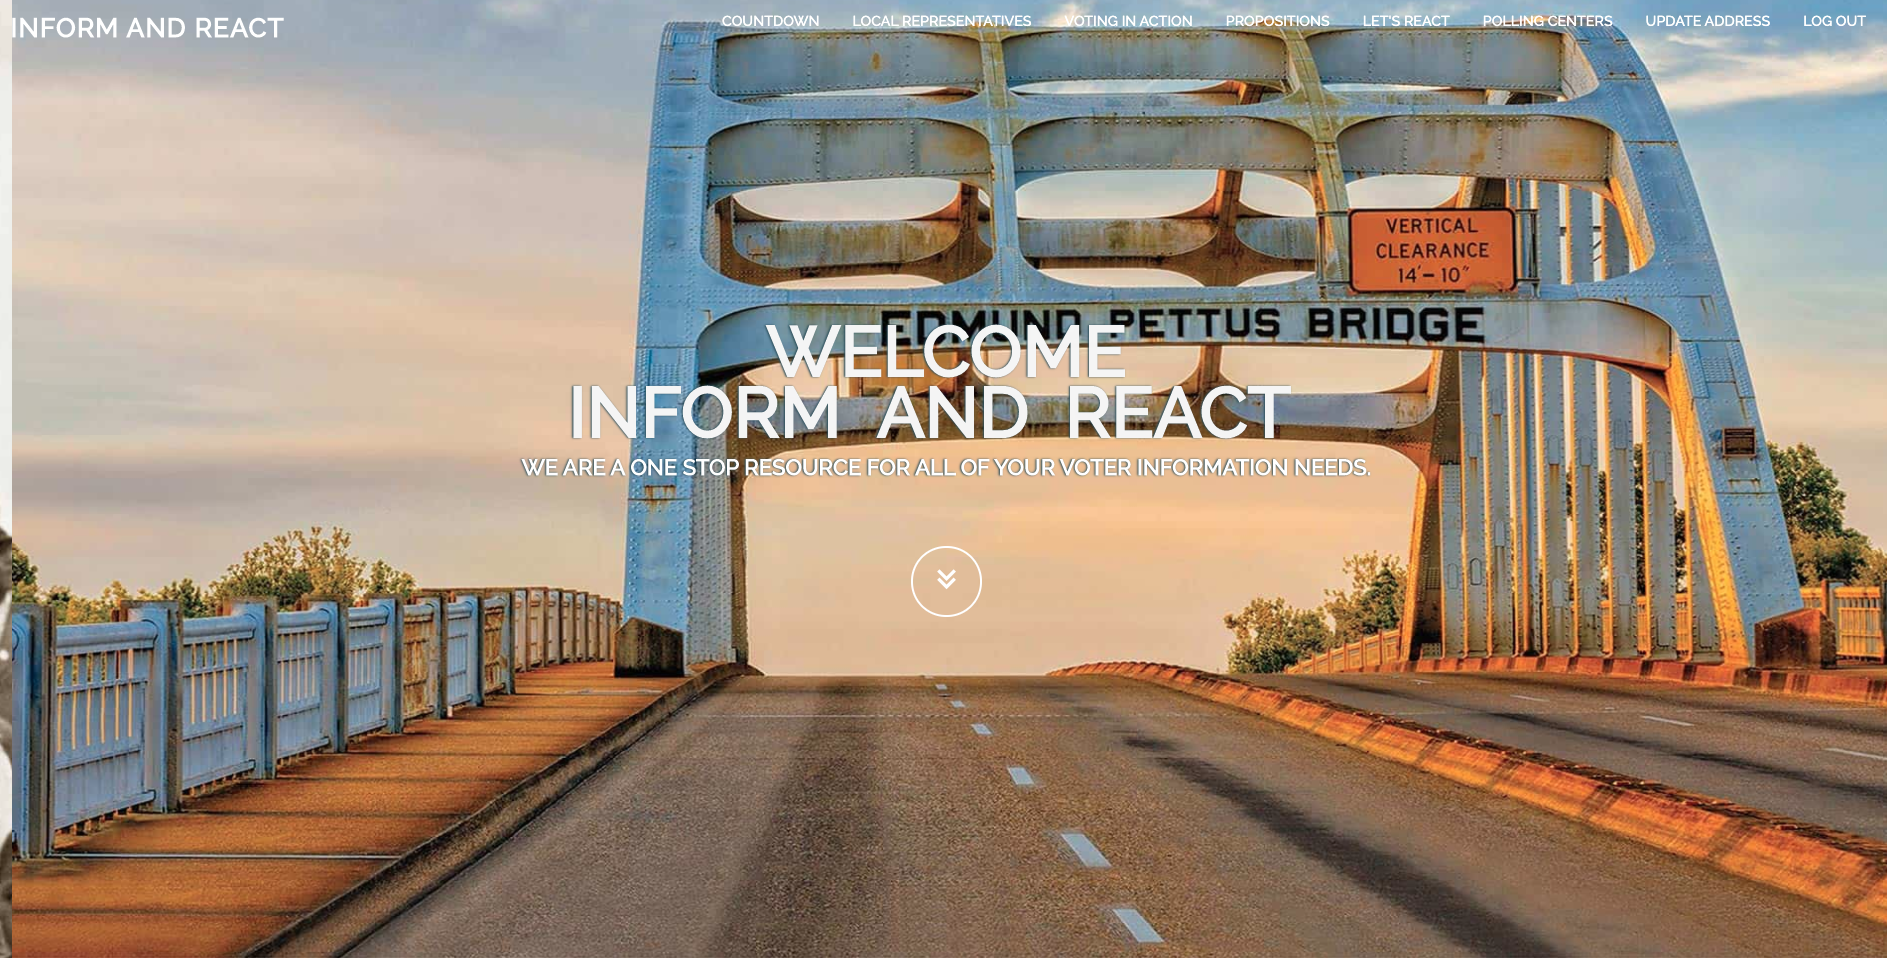 INFORM AND REACT
COUNTDOWN LOCAL REPRESENTATIVES VOTING IN ACTION PROPOSITIONS LET'S REACT POLLING CENTERS UPDATE ADDRESS LOG OUT
VERTICAL
CLEARANCE
14'-10"
EDMUND PETTUS BRIDGE
WELCOME
INFORM AND REACT
WE ARE A ONE STOP RESOURCE FOR ALL OF YOUR VOTER INFORMATION NEEDS.